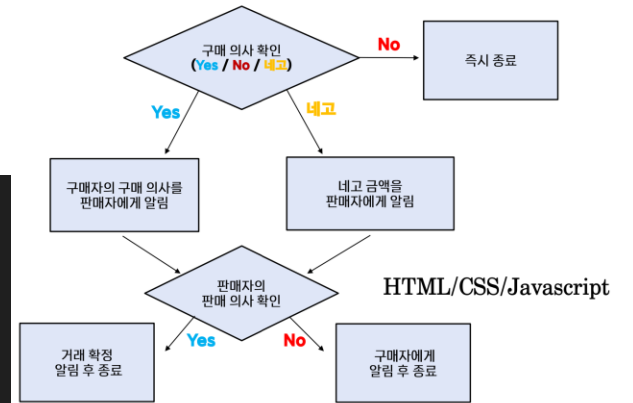 구매 의사 확인
(Yes / No / 네고)
No
즉시 종료
Yes
네고
구매자의 구매 의사를
판매자에게 알림
네고 금액을
판매자에게 알림
판매자의
판매 의사 확인
HTML/CSS/Javascript
Yes
No
거래 확정
알림 후 종료
구매자에게
알림 후 종료